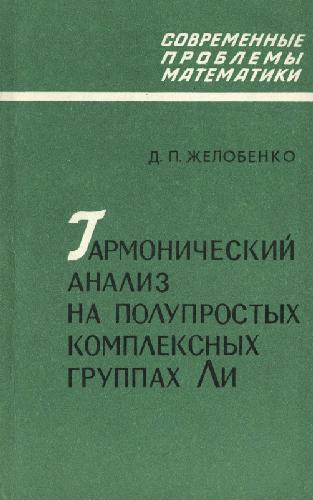 СОВРЕМЕННЫЕ
ПРОБЛЕМЫ
МАТЕМАТИКИ
Д. П. ЖЕЛОБЕНКО
ГАРМОНИЧЕСКИЙ
АНАЛИЗ
НА ПОЛУПРОСТЫХ
КОМПЛЕКСНЫХ
ГРУППАХ ЛИ